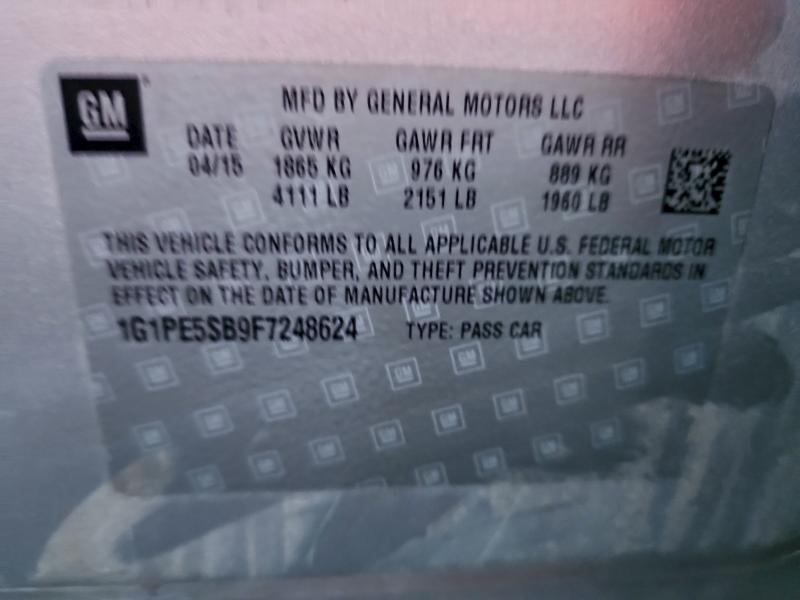 GM
MFD BY GENERAL MOTORS LLC
DATE GVWR GAWR FRT GAWR RR
04/15 1865 KG 976 KG 889 KG
4111 LB 2151 LB 1960 LB
THIS VEHICLE CONFORMS TO ALL APPLICABLE U.S. FEDERAL MOTOR
VEHICLE SAFETY, BUMPER, AND THEFT PREVENTION STANDARDS IN
EFFECT ON THE DATE OF MANUFACTURE SHOWN ABOVE.
1G1PE5SB9F7248624 TYPE: PASS CAR